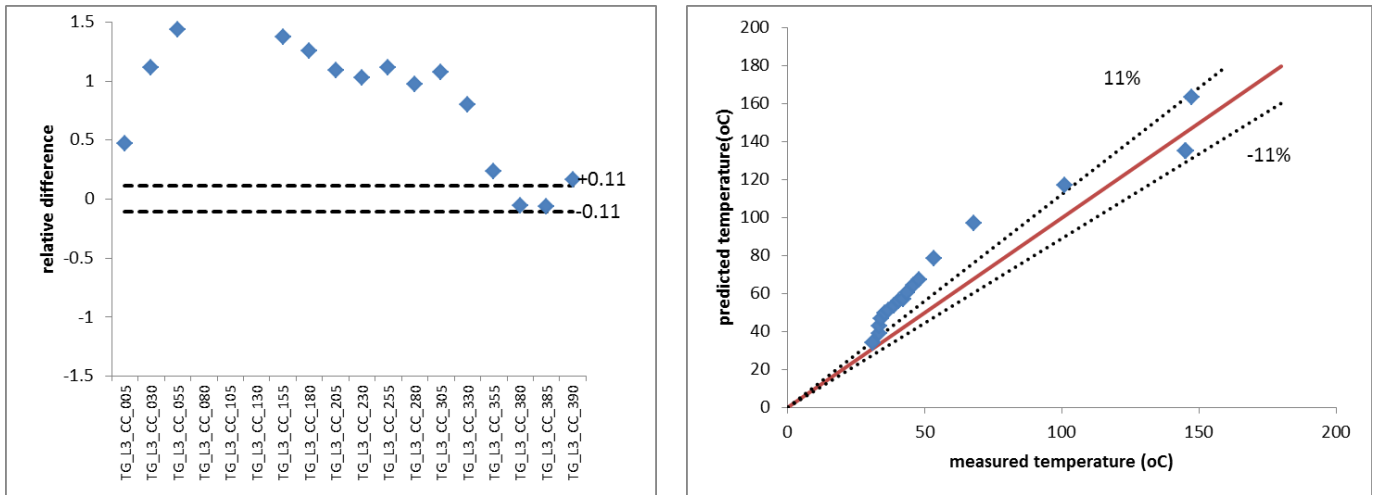 1.5
1
0.5
0
-0.5
-1
-1.5
relative difference
+0.11
-0.11
TG_L3_CC_005
TG_L3_CC_030
TG_L3_CC_055
TG_L3_CC_080
TG_L3_CC_105
TG_L3_CC_130
TG_L3_CC_155
TG_L3_CC_180
TG_L3_CC_205
TG_L3_CC_230
TG_L3_CC_255
TG_L3_CC_280
TG_L3_CC_305
TG_L3_CC_330
TG_L3_CC_355
TG_L3_CC_380
TG_L3_CC_385
TG_L3_CC_390
200
180
160
140
120
100
80
60
40
20
0
predicted temperature(oC)
11%
-11%
0
50
100
150
200
measured temperature (oC)